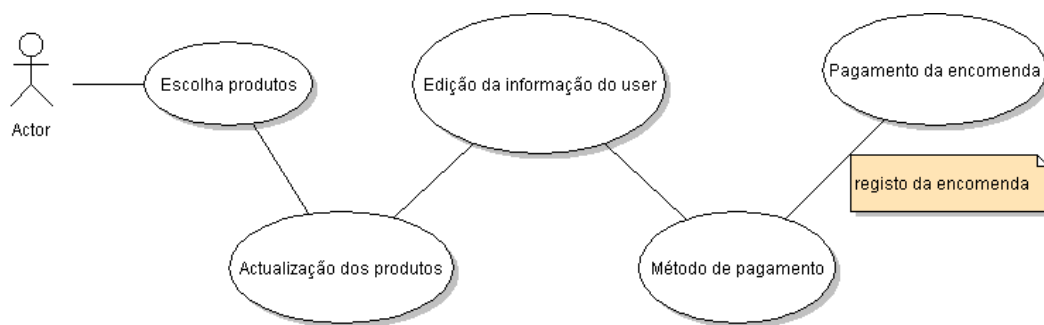 Actor
Escolha produtos
Actualização dos produtos
Edição da informação do user
Método de pagamento
Pagamento da encomenda
registo da encomenda